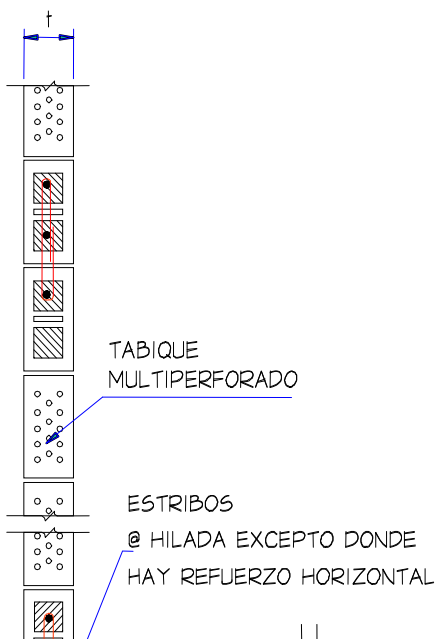 t
TABIQUE
MULTIPERFORADO
ESTRIBOS
@ HILADA EXCEPTO DONDE
HAY REFUERZO HORIZONTAL